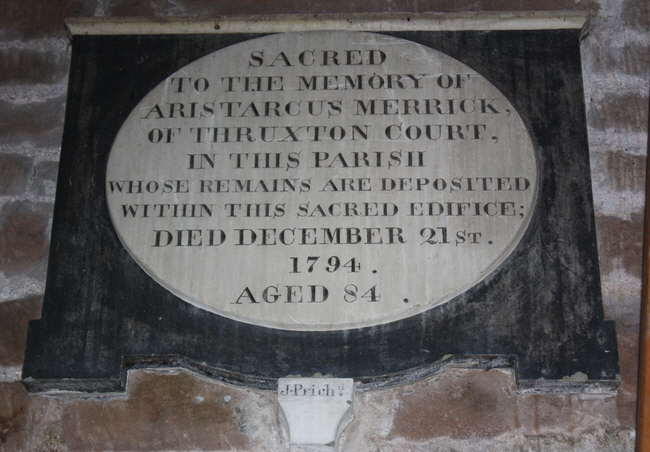 SACRED
TO THE MEMORY OF
ARISTARCUS MERRICK,
OF THRUXTON COURT,
IN THIS PARISH
WHOSE REMAINS ARE DEPOSITED
WITHIN THIS SACRED EDIFICE;
DIED DECEMBER 21ST.
1794.
AGED 84.
J. Prichd.